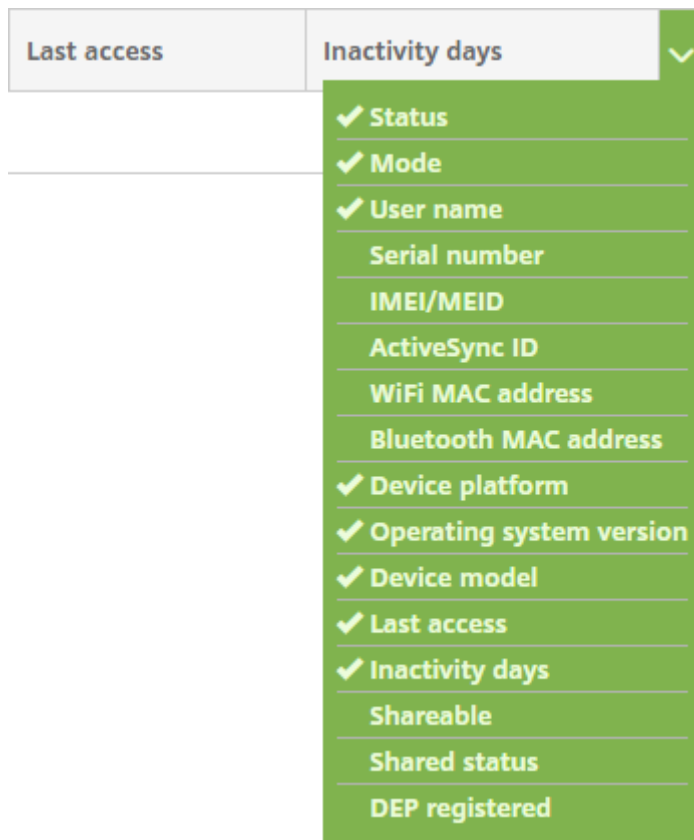 Last access Inactivity days
Status
Mode
User name
Serial number
IMEI/MEID
ActiveSync ID
WiFi MAC address
Bluetooth MAC address
Device platform
Operating system version
Device model
Last access
Inactivity days
Shareable
Shared status
DEP registered